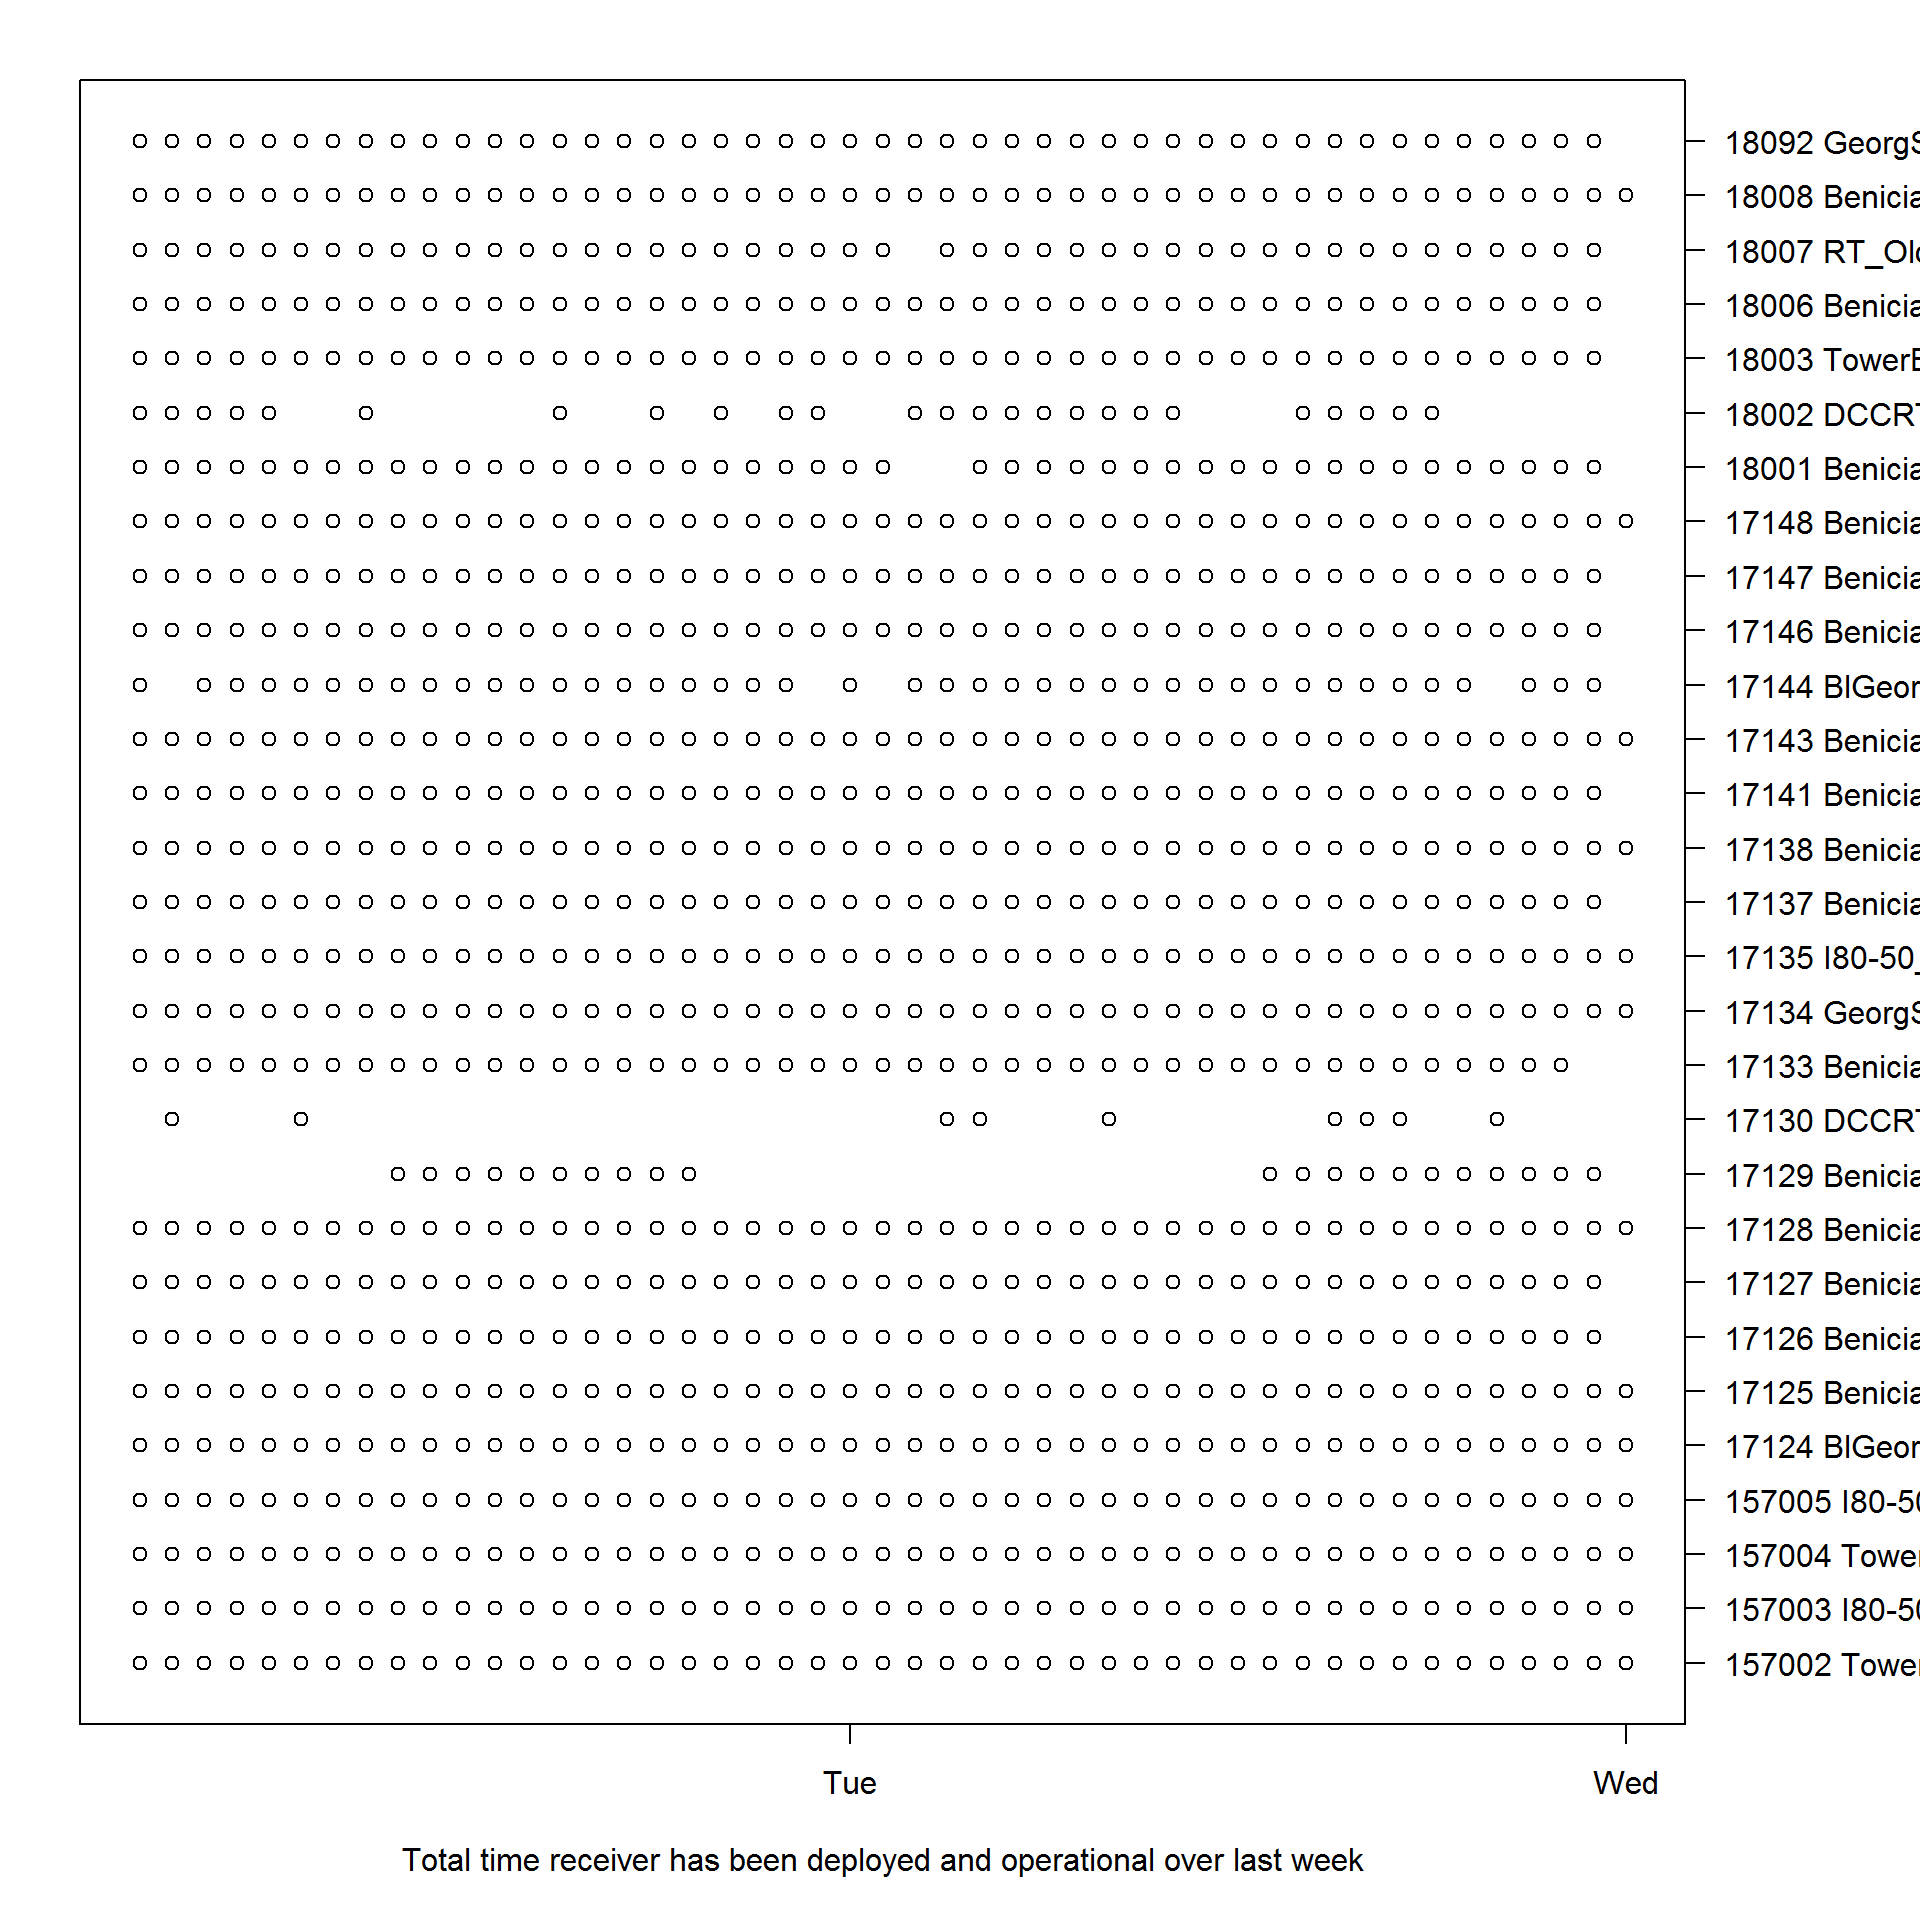 18092 GeorgS
18008 Benicia
18007 RT_Old
18006 Benicia
18003 TowerB
18002 DCCRT
18001 Benicia
17148 Benicia
17147 Benicia
17146 Benicia
17144 BlGeor
17143 Benicia
17141 Benicia
17138 Benicia
17137 Benicia
17135 I80-50_
17134 GeorgS
17133 Benicia
17130 DCCRT
17129 Benicia
17128 Benicia
17127 Benicia
17126 Benicia
17125 Benicia
17124 BlGeor
157005 I80-50
157004 Tower
157003 I80-50
157002 Tower
Tue Wed
Total time receiver has been deployed and operational over last week